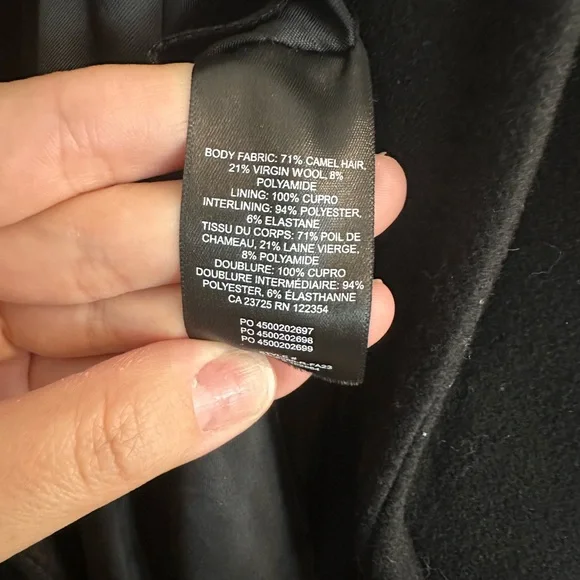 BODY FABRIC: 71% CAMEL HAIR,
21% VIRGIN WOOL, 8%
POLYAMIDE
LINING: 100% CUPRO
INTERLINING: 94% POLYESTER,
6% ELASTANE
TISSU DU CORPS: 71% POIL DE
CHAMEAU, 21% LAINE VIERGE,
8% POLYAMIDE
DOUBLURE: 100% CUPRO
DOUBLURE INTERMÉDIAIRE: 94%
POLYESTER, 6% ÉLASTHANNE
CA 23725 RN 122354
PO 4500202697
PO 4500202698
PO 4500202699